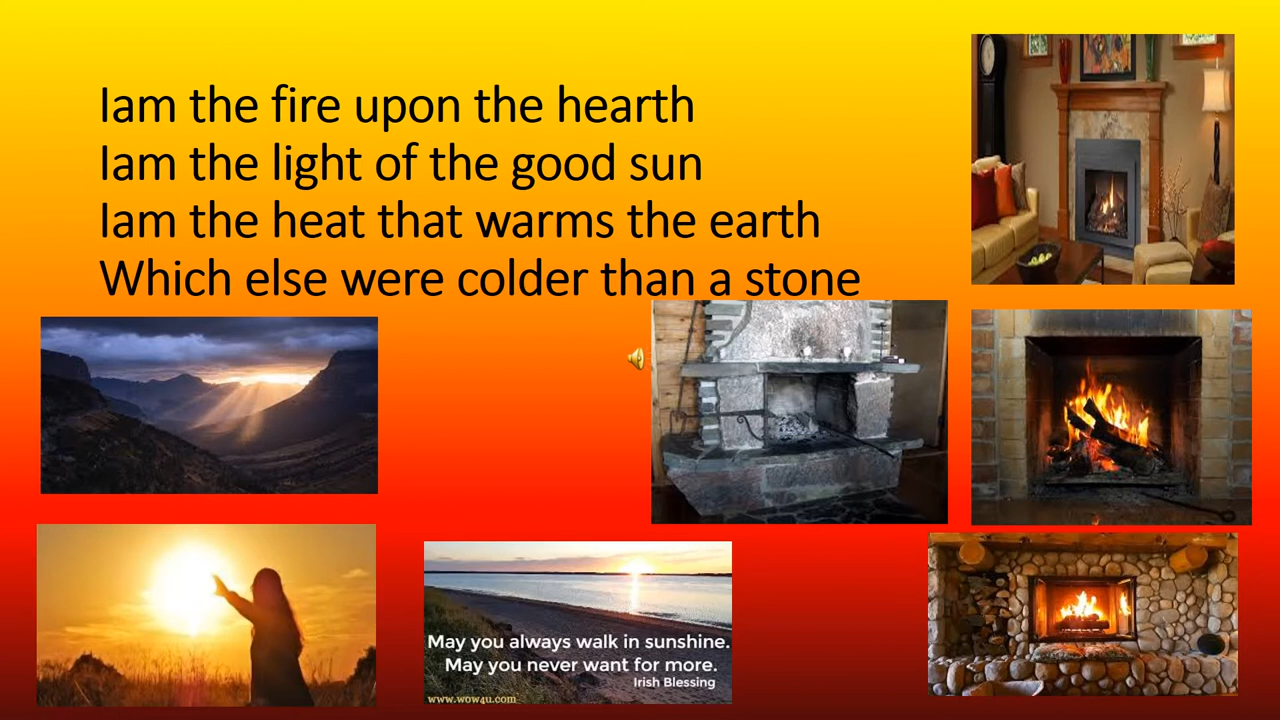 Iam the fire upon the hearth
Iam the light of the good sun
Iam the heat that warms the earth
Which else were colder than a stone
May you always walk in sunshine.
May you never want for more.
Irish Blessing
www.wow4u.com